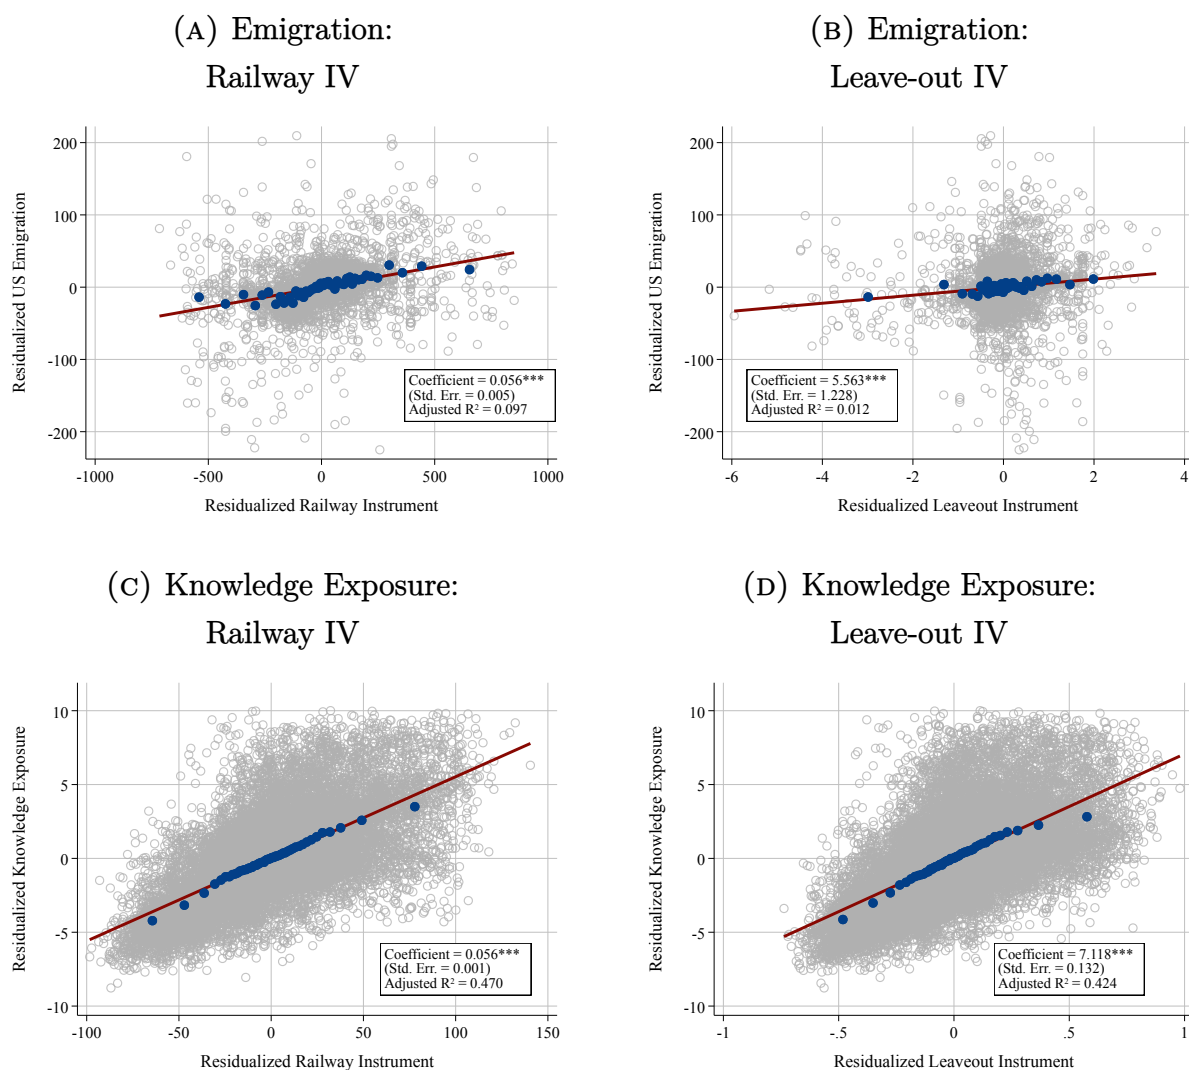 (A) Emigration:
Railway IV
200
100
0
-100
-200
-1000
-500
0
500
1000
Residualized US Emigration
Residualized Railway Instrument
Coefficient = 0.056***
(Std. Err. = 0.005)
Adjusted R² = 0.097
(B) Emigration:
Leave-out IV
200
100
0
-100
-200
-6
-4
-2
0
2
4
Residualized US Emigration
Residualized Leaveout Instrument
Coefficient = 5.563***
(Std. Err. = 1.228)
Adjusted R² = 0.012
(C) Knowledge Exposure:
Railway IV
10
5
0
-5
-10
-100
-50
0
50
100
150
Residualized Knowledge Exposure
Residualized Railway Instrument
Coefficient = 0.056***
(Std. Err. = 0.001)
Adjusted R² = 0.470
(D) Knowledge Exposure:
Leave-out IV
10
5
0
-5
-10
-1
-.5
0
.5
1
Residualized Knowledge Exposure
Residualized Leaveout Instrument
Coefficient = 7.118***
(Std. Err. = 0.132)
Adjusted R² = 0.424